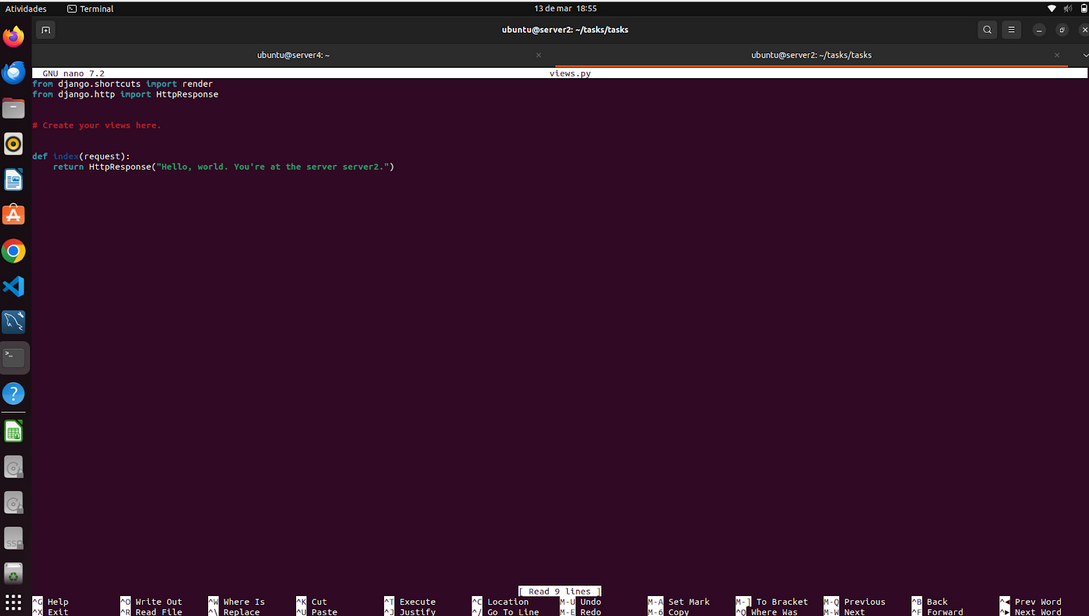 Atividades Terminal 13 de mar 18:55
ubuntu@server2: ~/tasks/tasks
ubuntu@server4: ~ ubuntu@server2: ~/tasks/tasks
GNU nano 7.2 views.py
from django.shortcuts import render
from django.http import HttpResponse
# Create your views here.
def index(request):
    return HttpResponse("Hello, world. You're at the server server2.")
[ Read 9 lines ]
^G Help ^O Write Out ^W Where Is ^K Cut ^T Execute ^C Location M-U Undo M-A Set Mark M-] To Bracket M-Q Previous ^B Back ^◄ Prev Word
^X Exit ^R Read File ^\ Replace ^U Paste ^J Justify ^/ Go To Line M-E Redo M-6 Copy ^Q Where Was M-W Next ^F Forward ^► Next Word